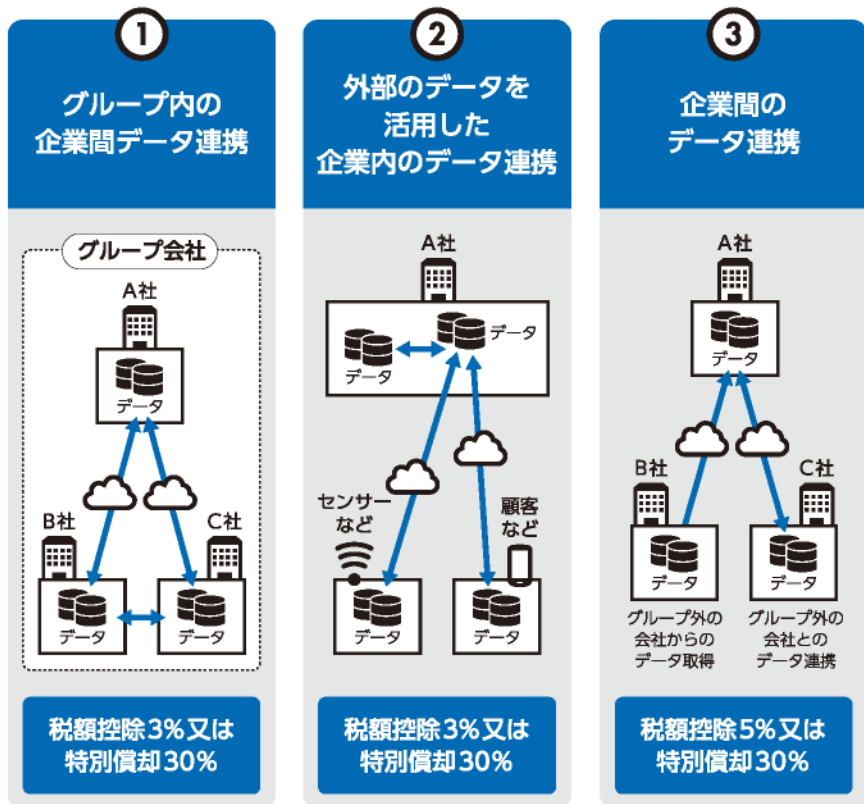 1
グループ内の
企業間データ連携
グループ会社
A社
データ
B社
C社
データ
データ
税額控除3%又は
特別償却30%
2
外部のデータを
活用した
企業内のデータ連携
A社
データ
データ
センサー
など
顧客
など
データ
データ
税額控除3%又は
特別償却30%
3
企業間の
データ連携
A社
データ
B社
C社
データ
データ
グループ外の
会社からの
データ取得
グループ外の
会社との
データ連携
税額控除5%又は
特別償却30%